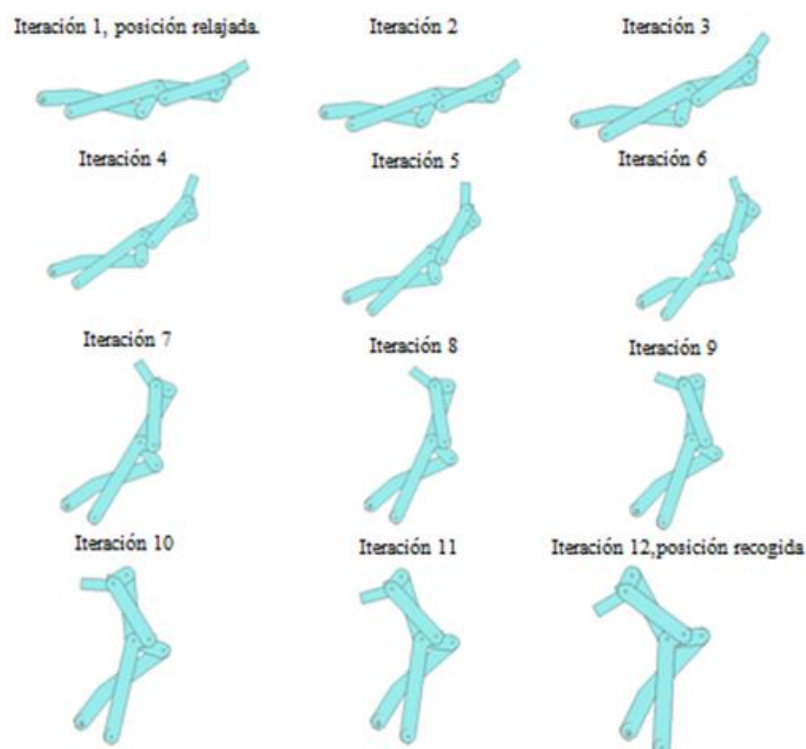 Iteración 1, posición relajada.
Iteración 2
Iteración 3
Iteración 4
Iteración 5
Iteración 6
Iteración 7
Iteración 8
Iteración 9
Iteración 10
Iteración 11
Iteración 12,posición recogida